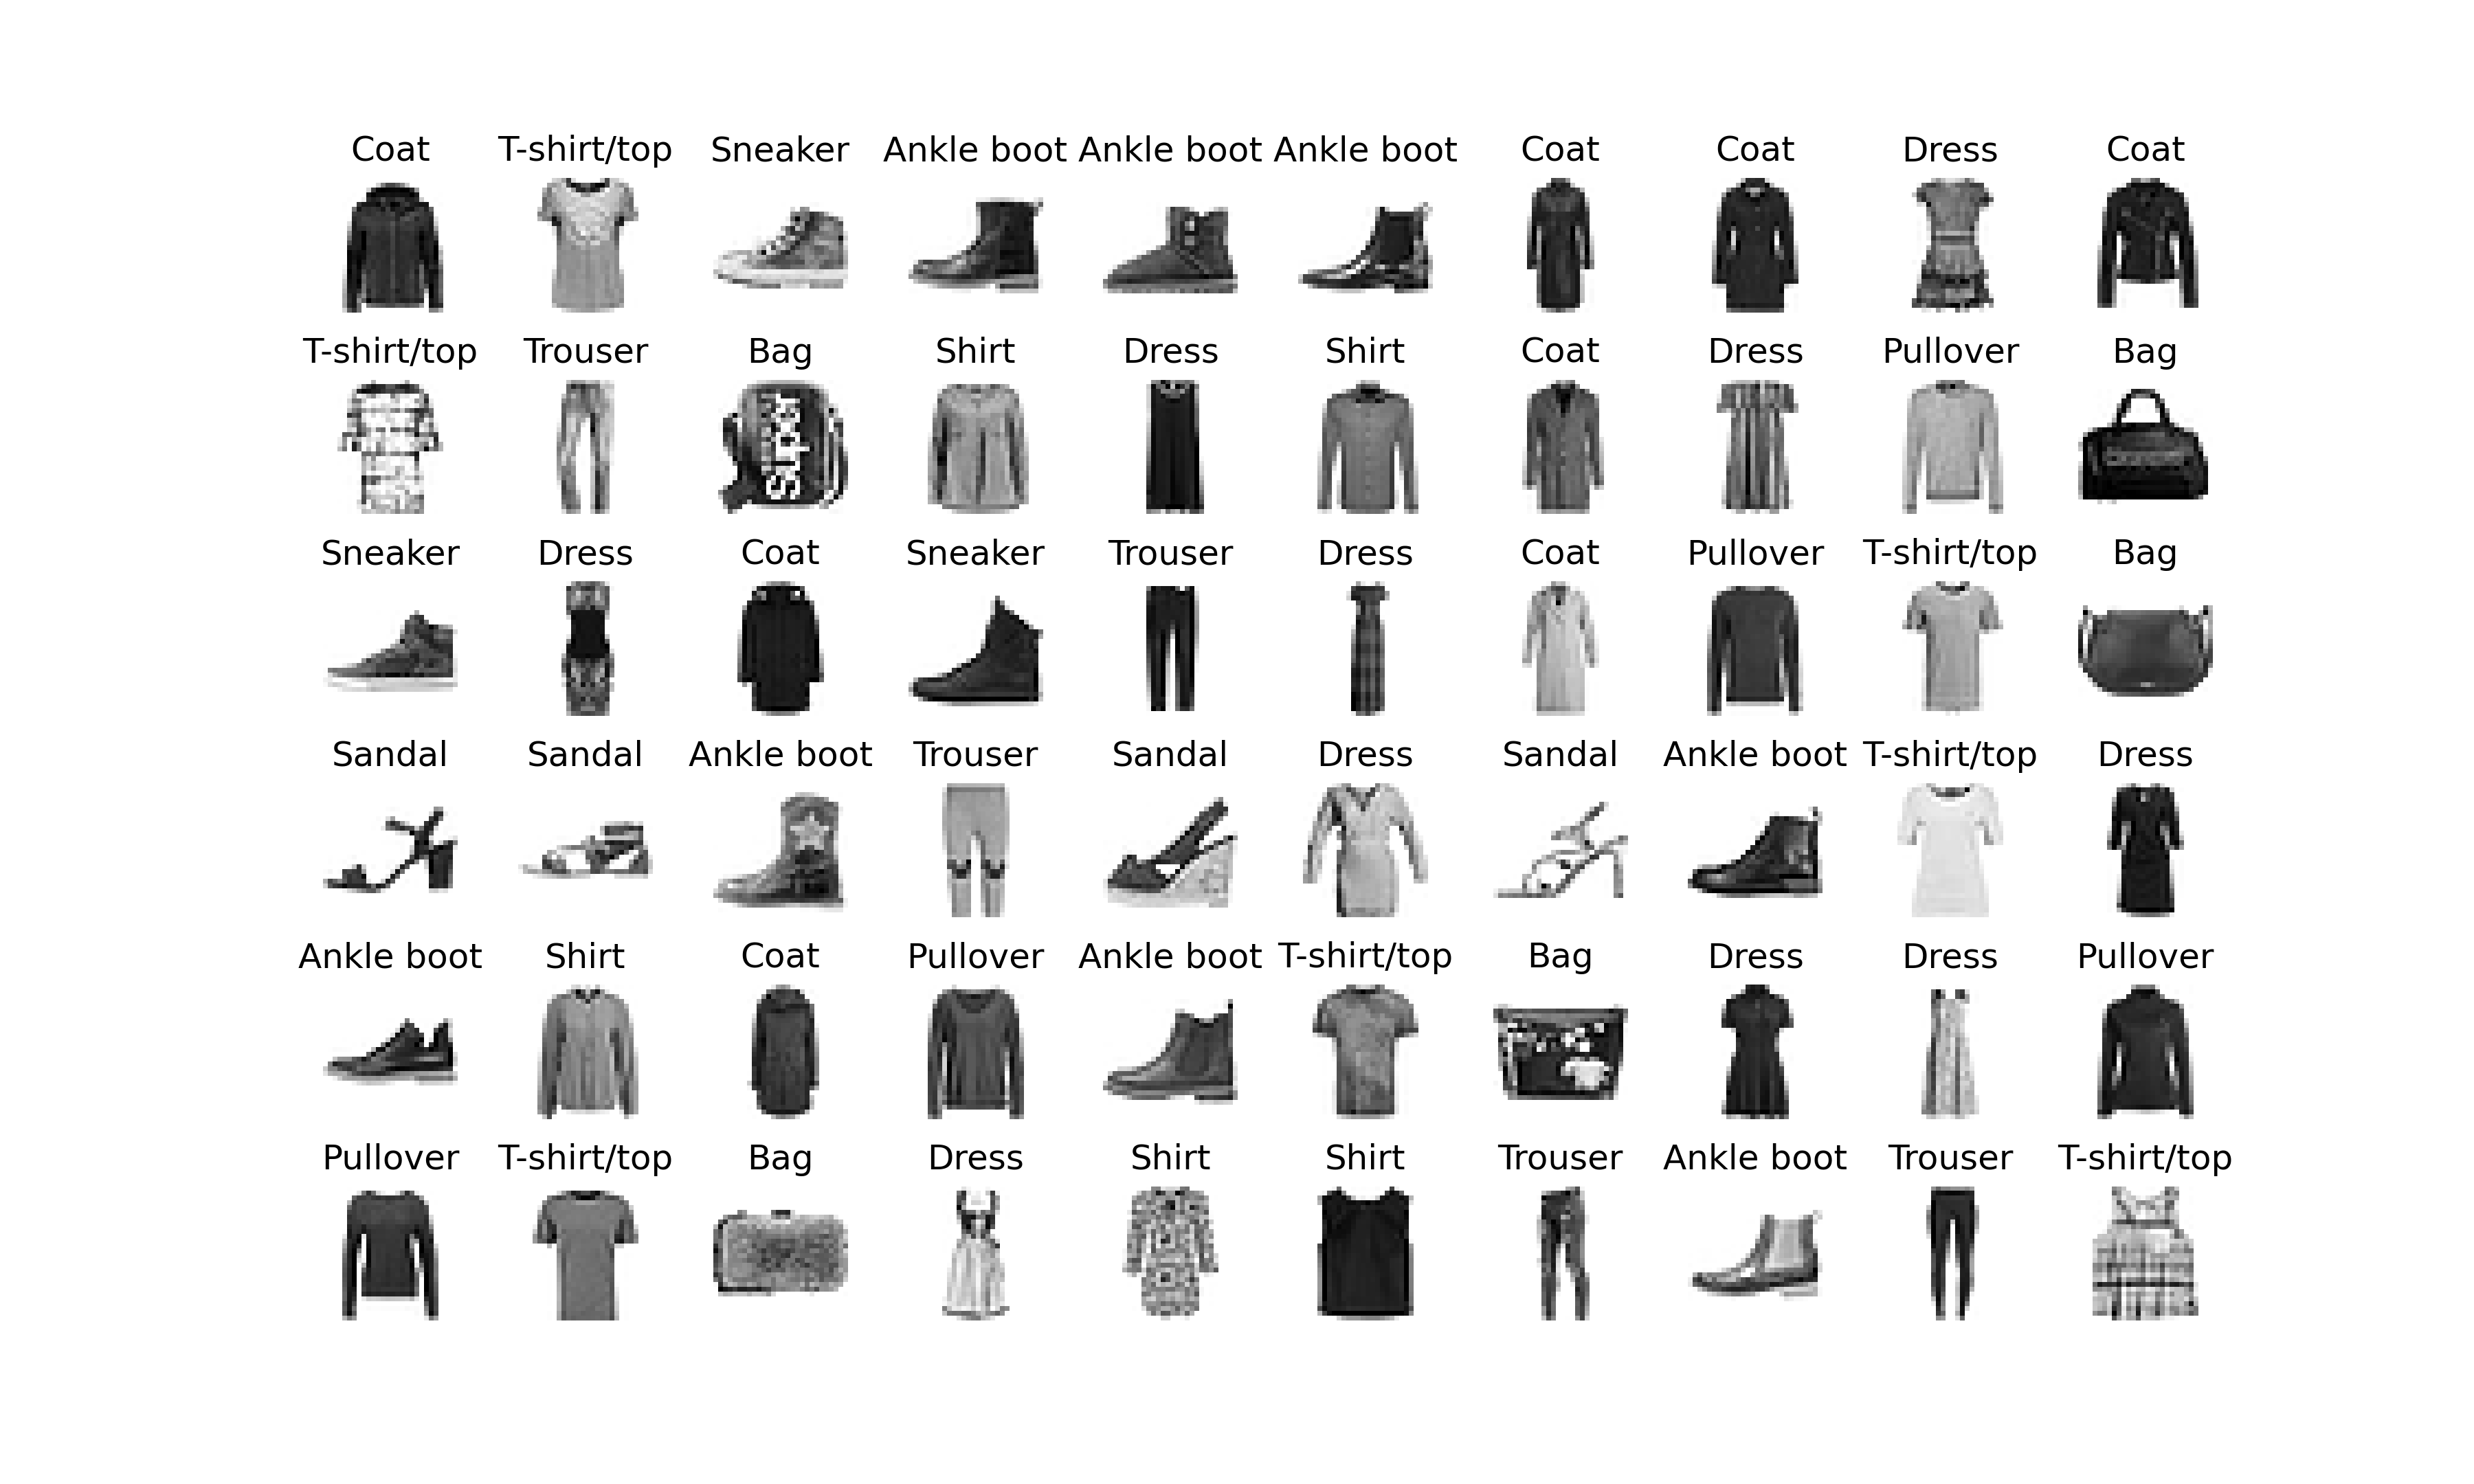 Coat T-shirt/top Sneaker Ankle boot Ankle boot Ankle boot Coat Coat Dress Coat
T-shirt/top Trouser Bag Shirt Dress Shirt Coat Dress Pullover Bag
Sneaker Dress Coat Sneaker Trouser Dress Coat Pullover T-shirt/top Bag
Sandal Sandal Ankle boot Trouser Sandal Dress Sandal Ankle boot T-shirt/top Dress
Ankle boot Shirt Coat Pullover Ankle boot T-shirt/top Bag Dress Dress Pullover
Pullover T-shirt/top Bag Dress Shirt Shirt Trouser Ankle boot Trouser T-shirt/top